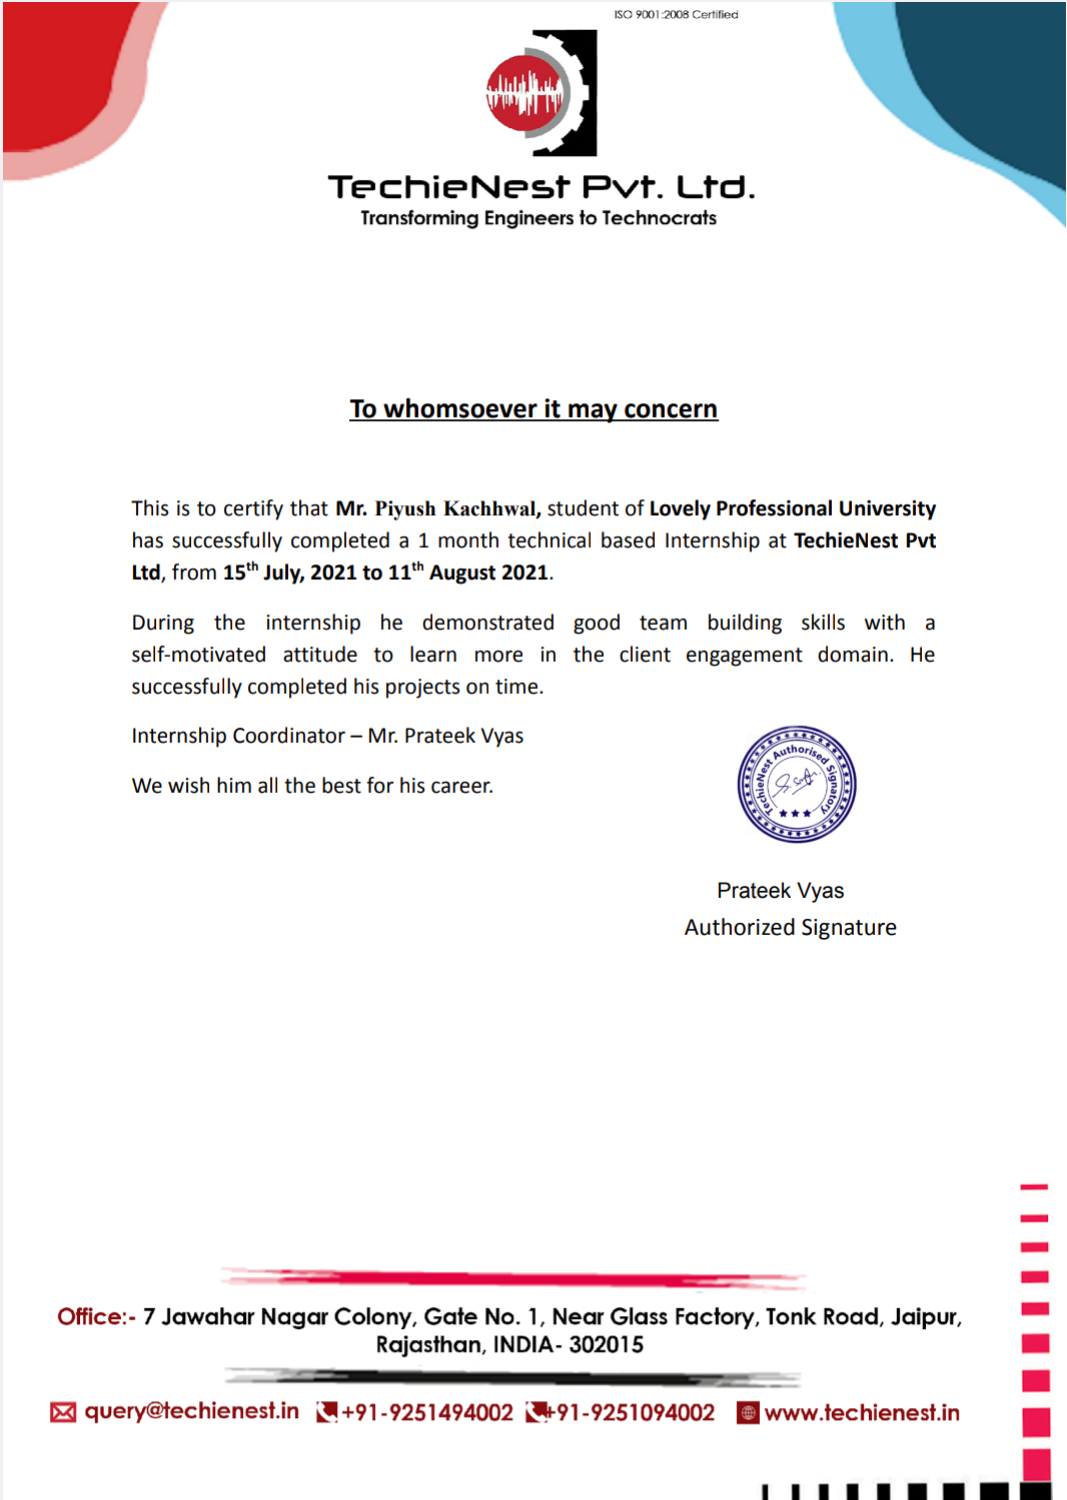 ISO 9001:2008 Certified
TechieNest Pvt. Ltd.
Transforming Engineers to Technocrats
To whomsoever it may concern
This is to certify that Mr. Piyush Kachhwal, student of Lovely Professional University
has successfully completed a 1 month technical based Internship at TechieNest Pvt
Ltd, from 15th July, 2021 to 11th August 2021.
During the internship he demonstrated good team building skills with a
self-motivated attitude to learn more in the client engagement domain. He
successfully completed his projects on time.
Internship Coordinator – Mr. Prateek Vyas
We wish him all the best for his career.
TechieNest Authorised Signatory
Prateek Vyas
Authorized Signature
Office:- 7 Jawahar Nagar Colony, Gate No. 1, Near Glass Factory, Tonk Road, Jaipur,
Rajasthan, INDIA- 302015
query@techienest.in +91-9251494002 +91-9251094002 www.techienest.in